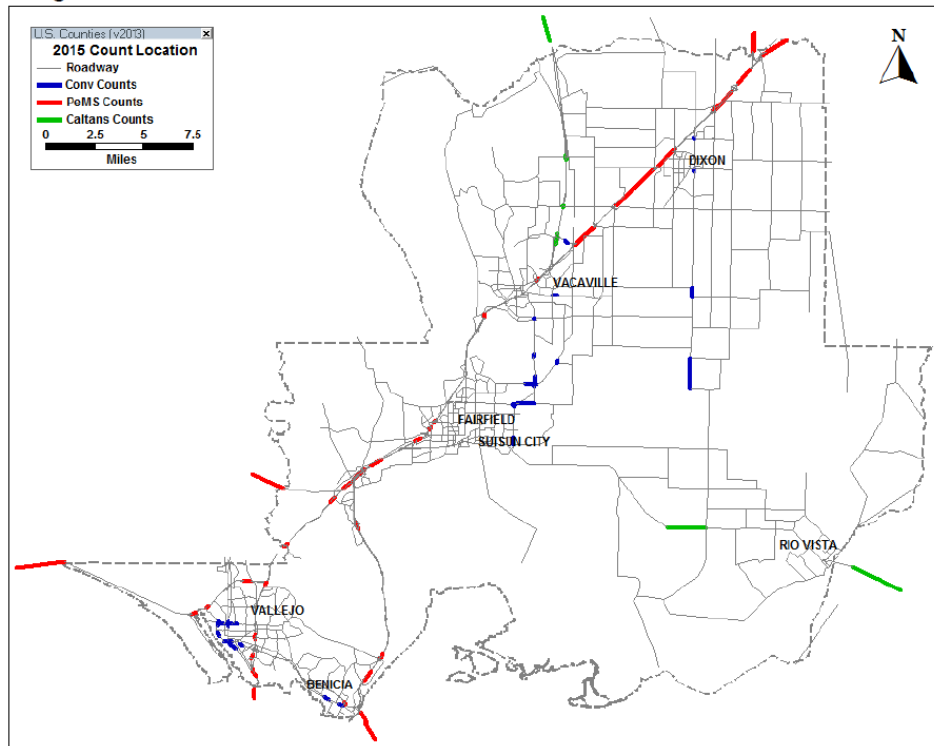 U.S. Counties (v2013)
2015 Count Location
Roadway
Conv Counts
PeMS Counts
Caltans Counts
0 2.5 5 7.5
Miles
N
DIXON
VACAVILLE
FAIRFIELD
SUISUN CITY
RIO VISTA
VALLEJO
BENICIA